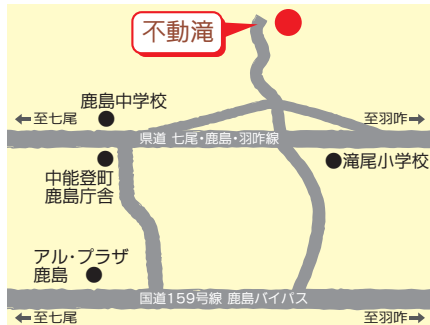 不動滝
鹿島中学校
←至七尾
至羽咋→
県道 七尾・鹿島・羽咋線
中能登町
鹿島庁舎
滝尾小学校
アル・プラザ
鹿島
国道159号線 鹿島バイパス
←至七尾
至羽咋→